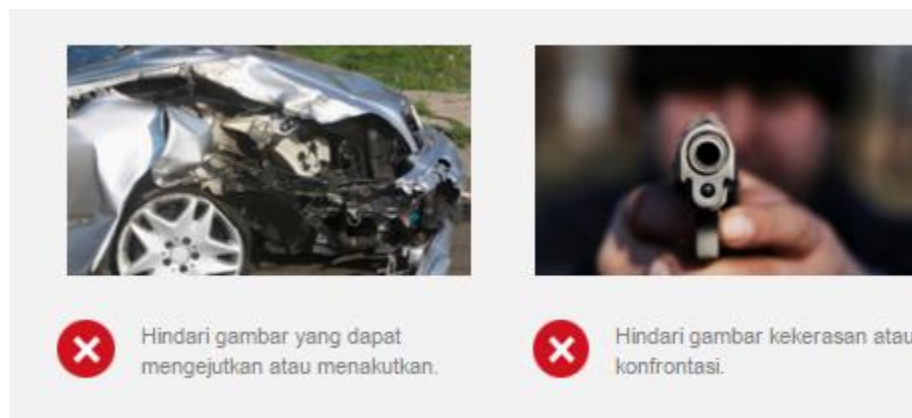 Hindari gambar yang dapat
mengejutkan atau menakutkan.
Hindari gambar kekerasan atau
konfrontasi.